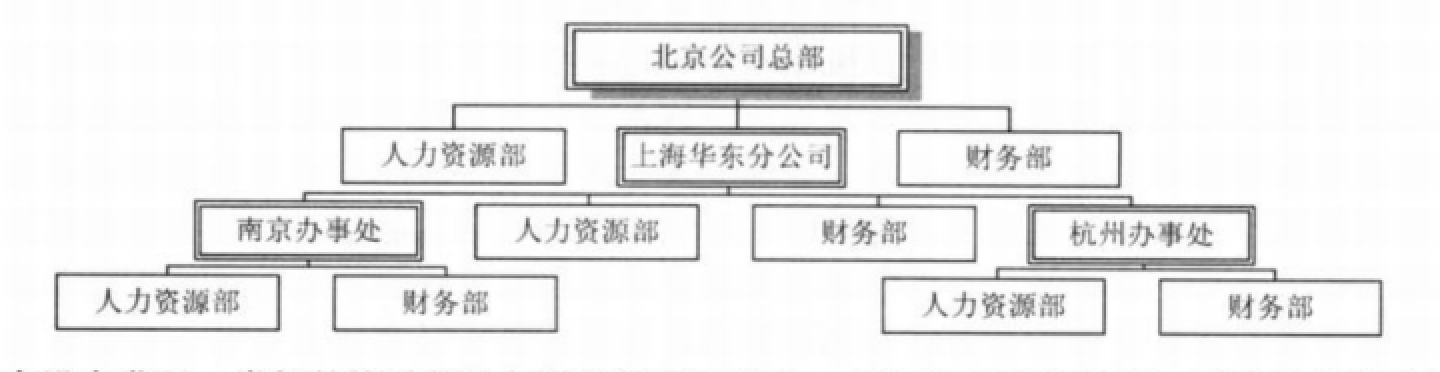 北京公司总部
人力资源部 上海华东分公司 财务部
南京办事处 人力资源部 财务部 杭州办事处
人力资源部 财务部 人力资源部 财务部